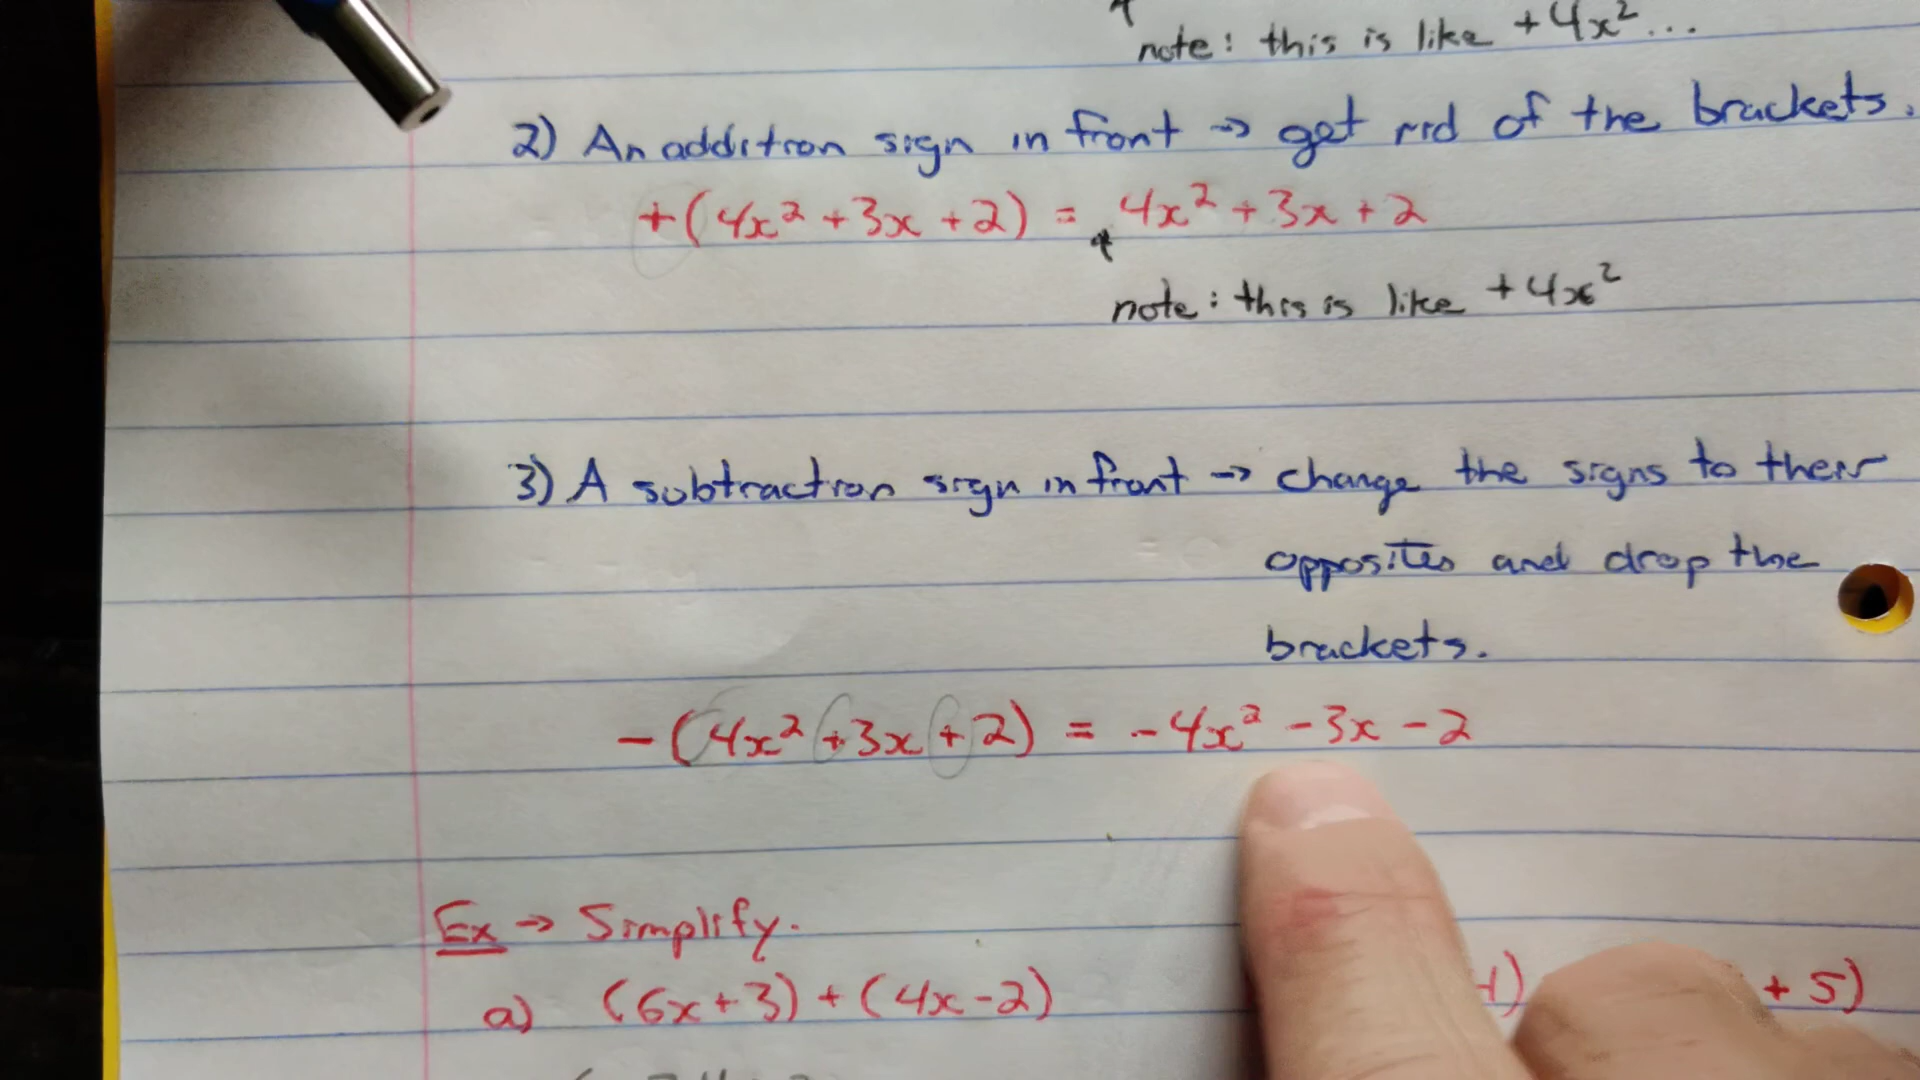 note: this is like +4x²...
2) An addition sign in front → get rid of the brackets.
+(4x² + 3x + 2) = 4x² + 3x + 2
note: this is like +4x²
3) A subtraction sign in front → change the signs to their
opposites and drop the
brackets.
-(4x² + 3x + 2) = -4x² - 3x - 2
Ex → Simplify.
a) (6x+3) + (4x-2)
1) + 5)